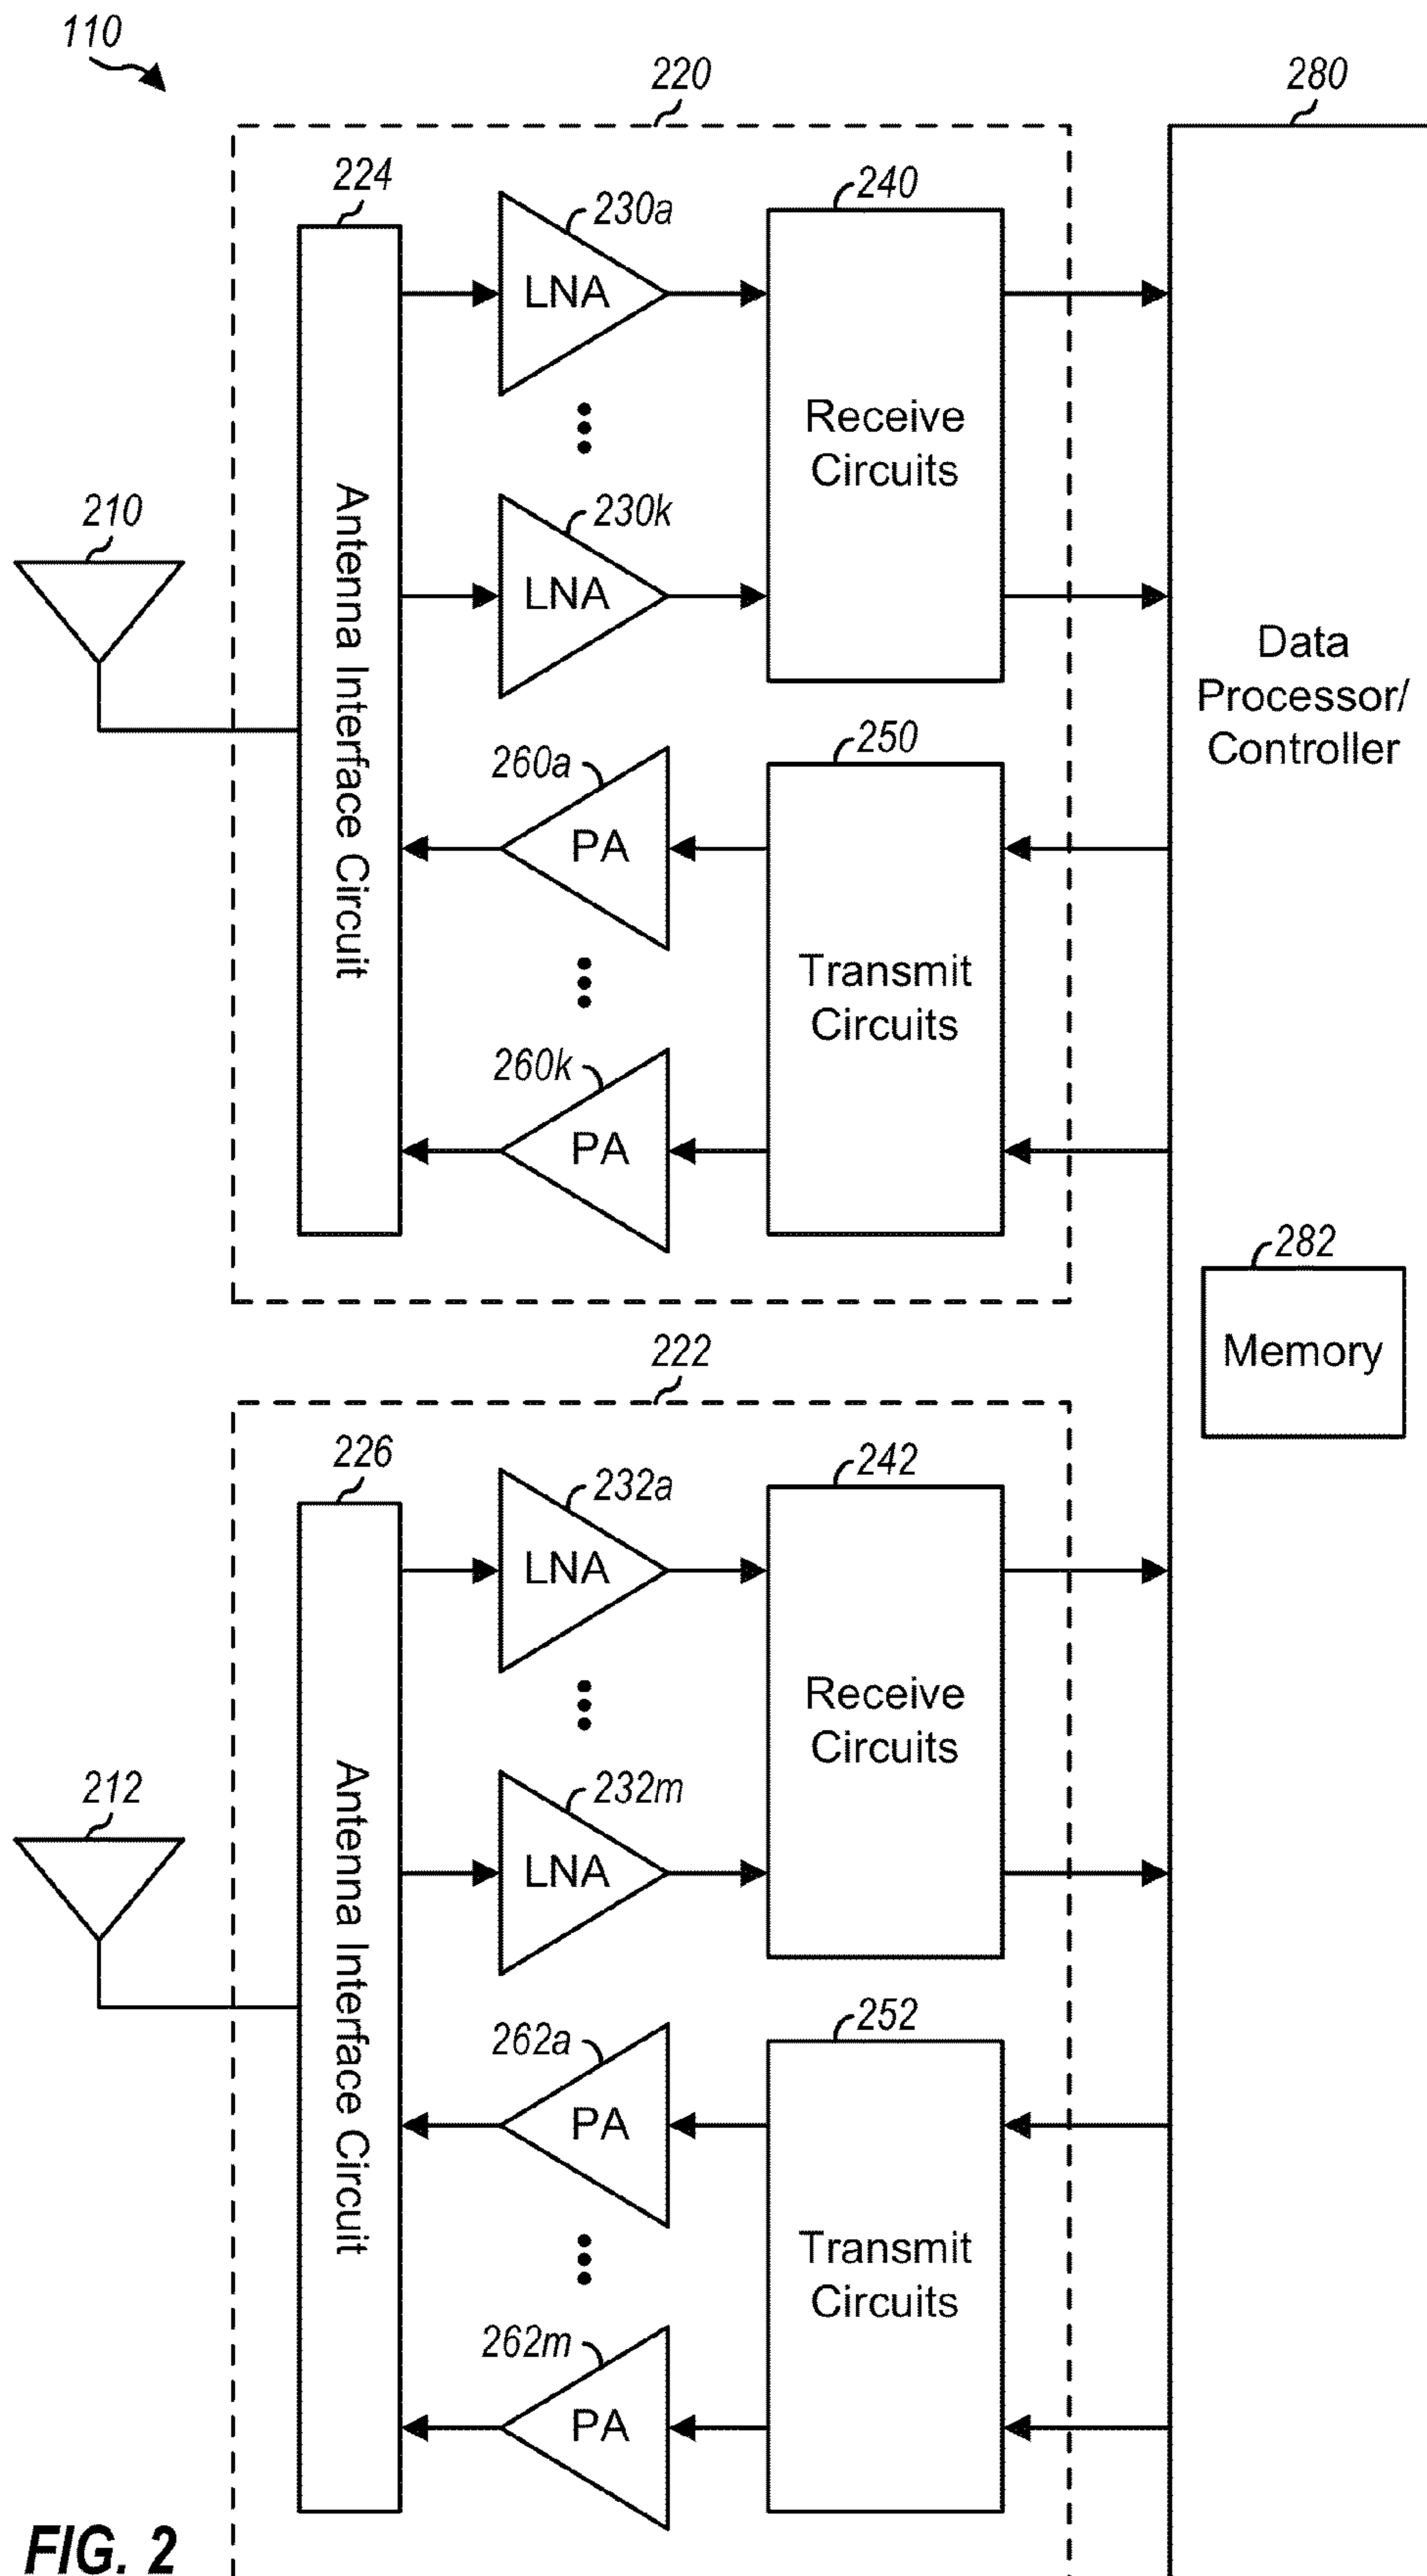 110
220
280
224
230a
240
LNA
Receive
Circuits
210
230k
LNA
Antenna Interface Circuit
Data
Processor/
Controller
260a
250
PA
Transmit
Circuits
260k
PA
282
Memory
222
226
232a
242
LNA
Receive
Circuits
212
232m
LNA
Antenna Interface Circuit
262a
252
PA
Transmit
Circuits
262m
PA
FIG. 2